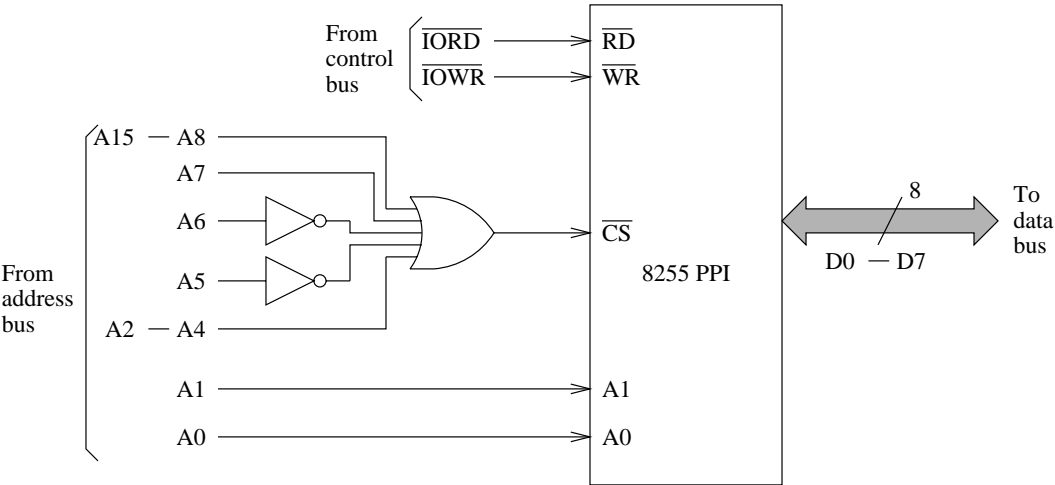 From
control
bus
IORD
RD
IOWR
WR
A15 — A8
A7
A6
A5
A2 — A4
A1
A0
From
address
bus
CS
8255 PPI
A1
A0
8
D0 — D7
To
data
bus